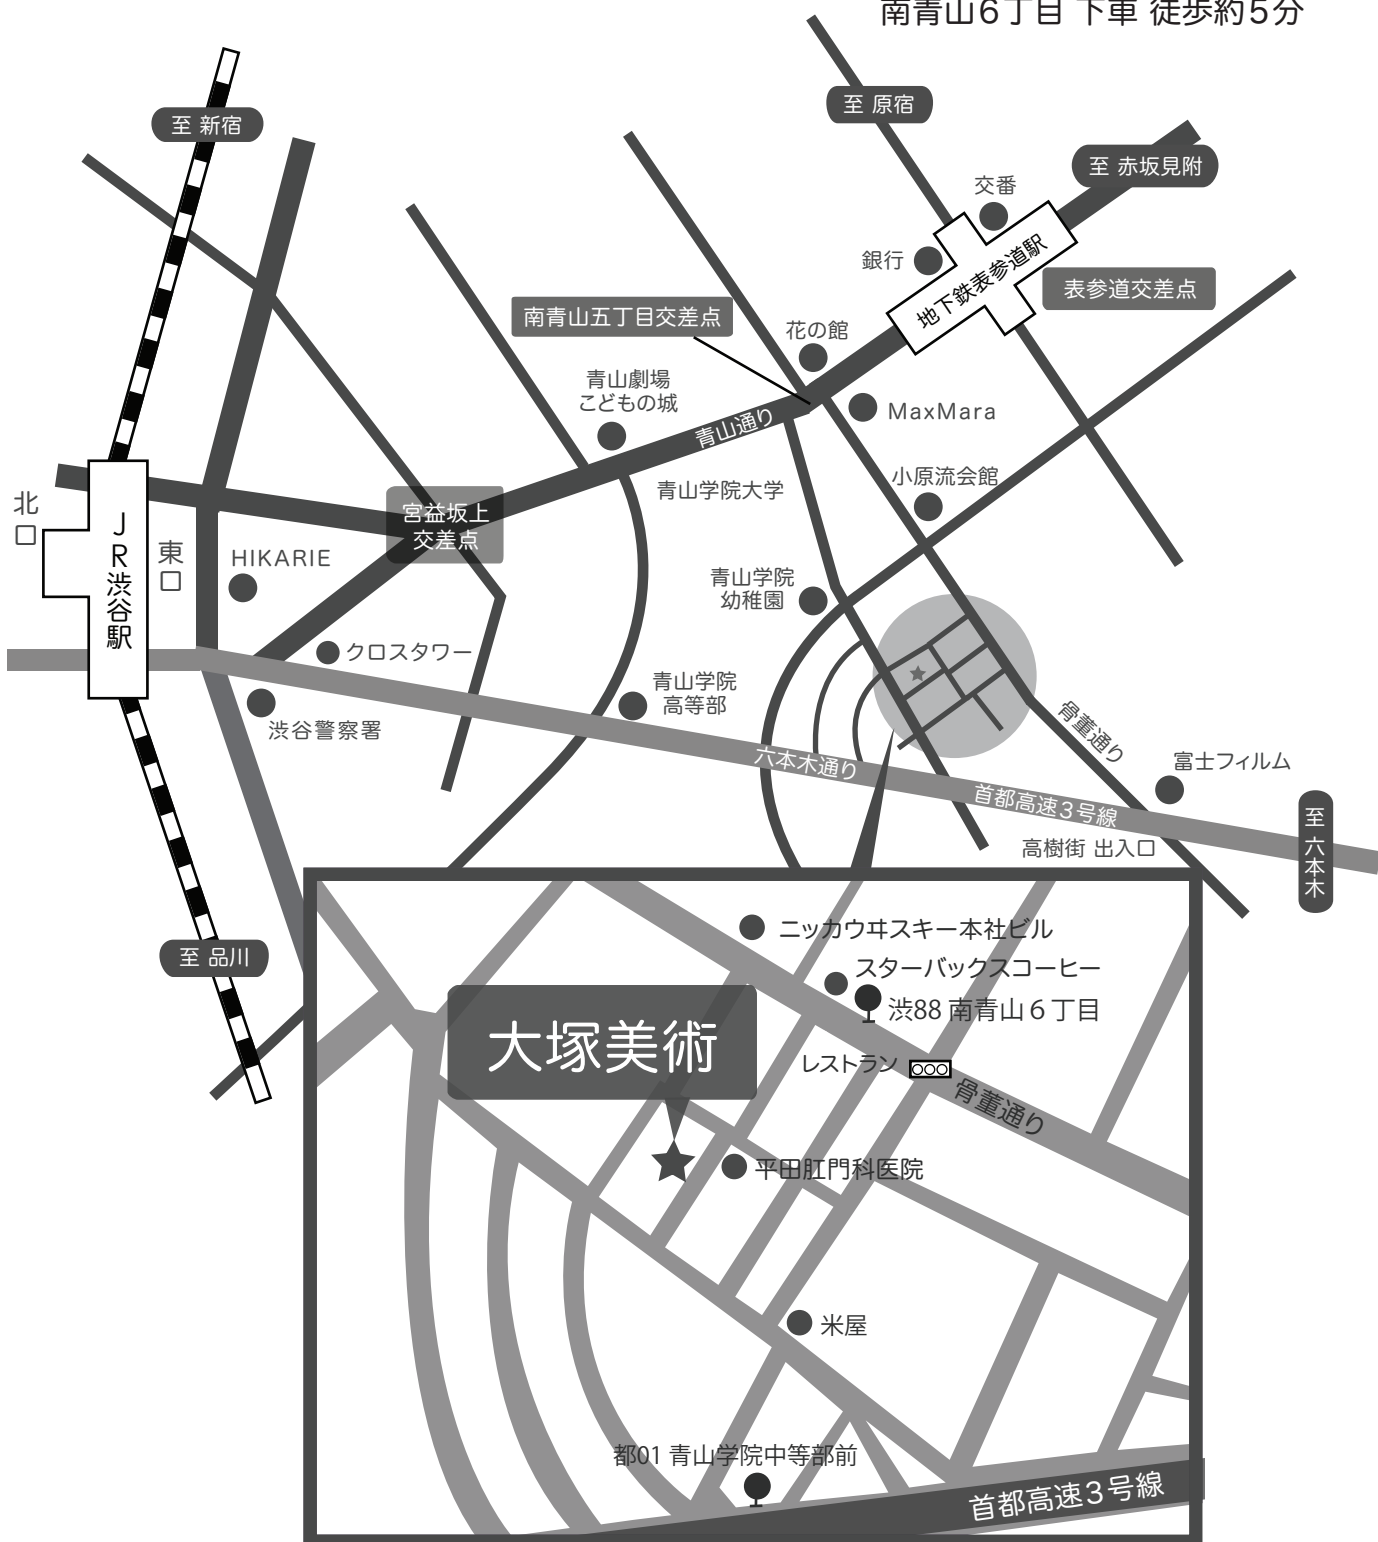 南青山6丁目 下車 徒歩約5分
至 原宿
至 新宿
至 赤坂見附
交番
銀行
地下鉄表参道駅
表参道交差点
南青山五丁目交差点
花の館
青山劇場
こどもの城
MaxMara
青山通り
小原流会館
青山学院大学
北口
宮益坂上
交差点
JR渋谷駅
東口
HIKARIE
青山学院
幼稚園
クロスタワー
青山学院
高等部
渋谷警察署
骨董通り
六本木通り
富士フィルム
首都高速3号線
至 六本木
高樹街 出入口
至 品川
ニッカウヰスキー本社ビル
スターバックスコーヒー
渋88 南青山6丁目
大塚美術
レストラン
骨董通り
平田肛門科医院
米屋
都01 青山学院中等部前
首都高速3号線